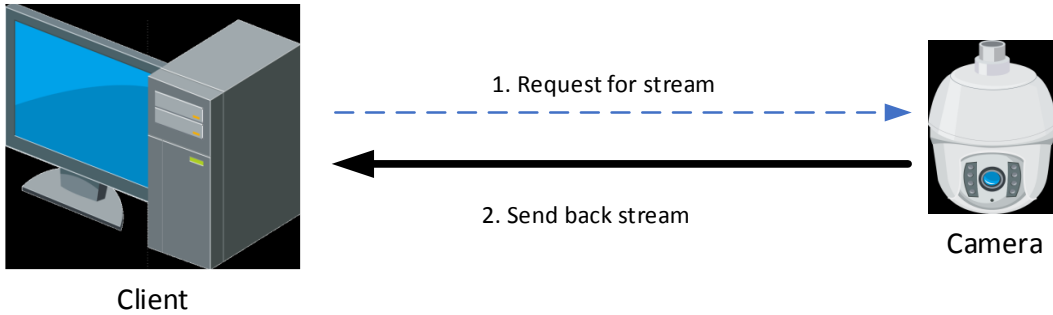 1. Request for stream
2. Send back stream
Camera
Client